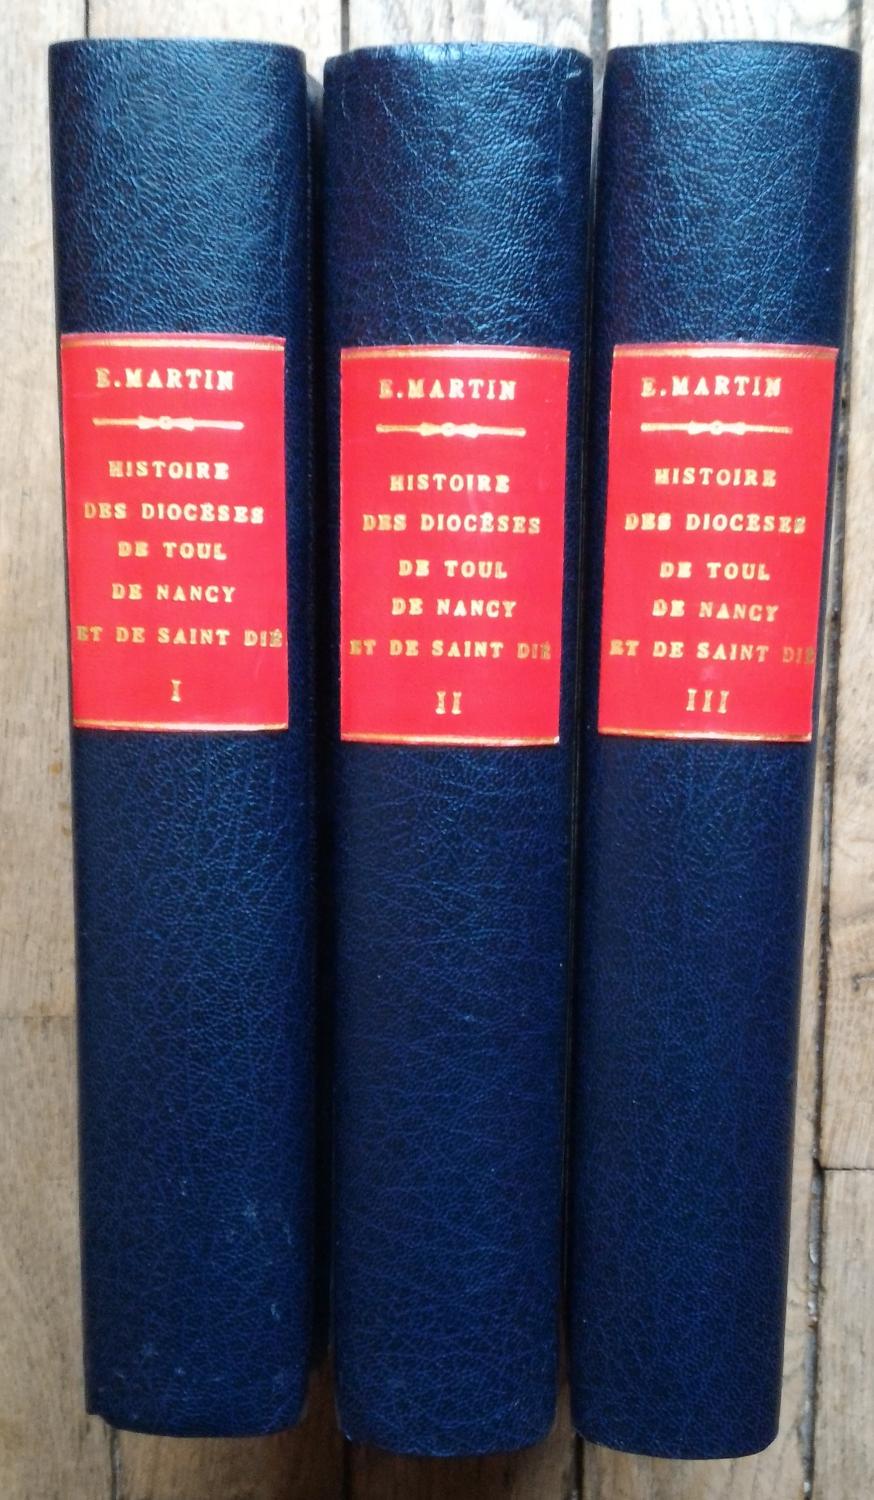 E.MARTIN
HISTOIRE
DES DIOCÈSES
DE TOUL
DE NANCY
ET DE SAINT DIÉ
I
E.MARTIN
HISTOIRE
DES DIOCÈSES
DE TOUL
DE NANCY
ET DE SAINT DIÉ
II
E.MARTIN
HISTOIRE
DES DIOCÈSES
DE TOUL
DE NANCY
ET DE SAINT DIÉ
III